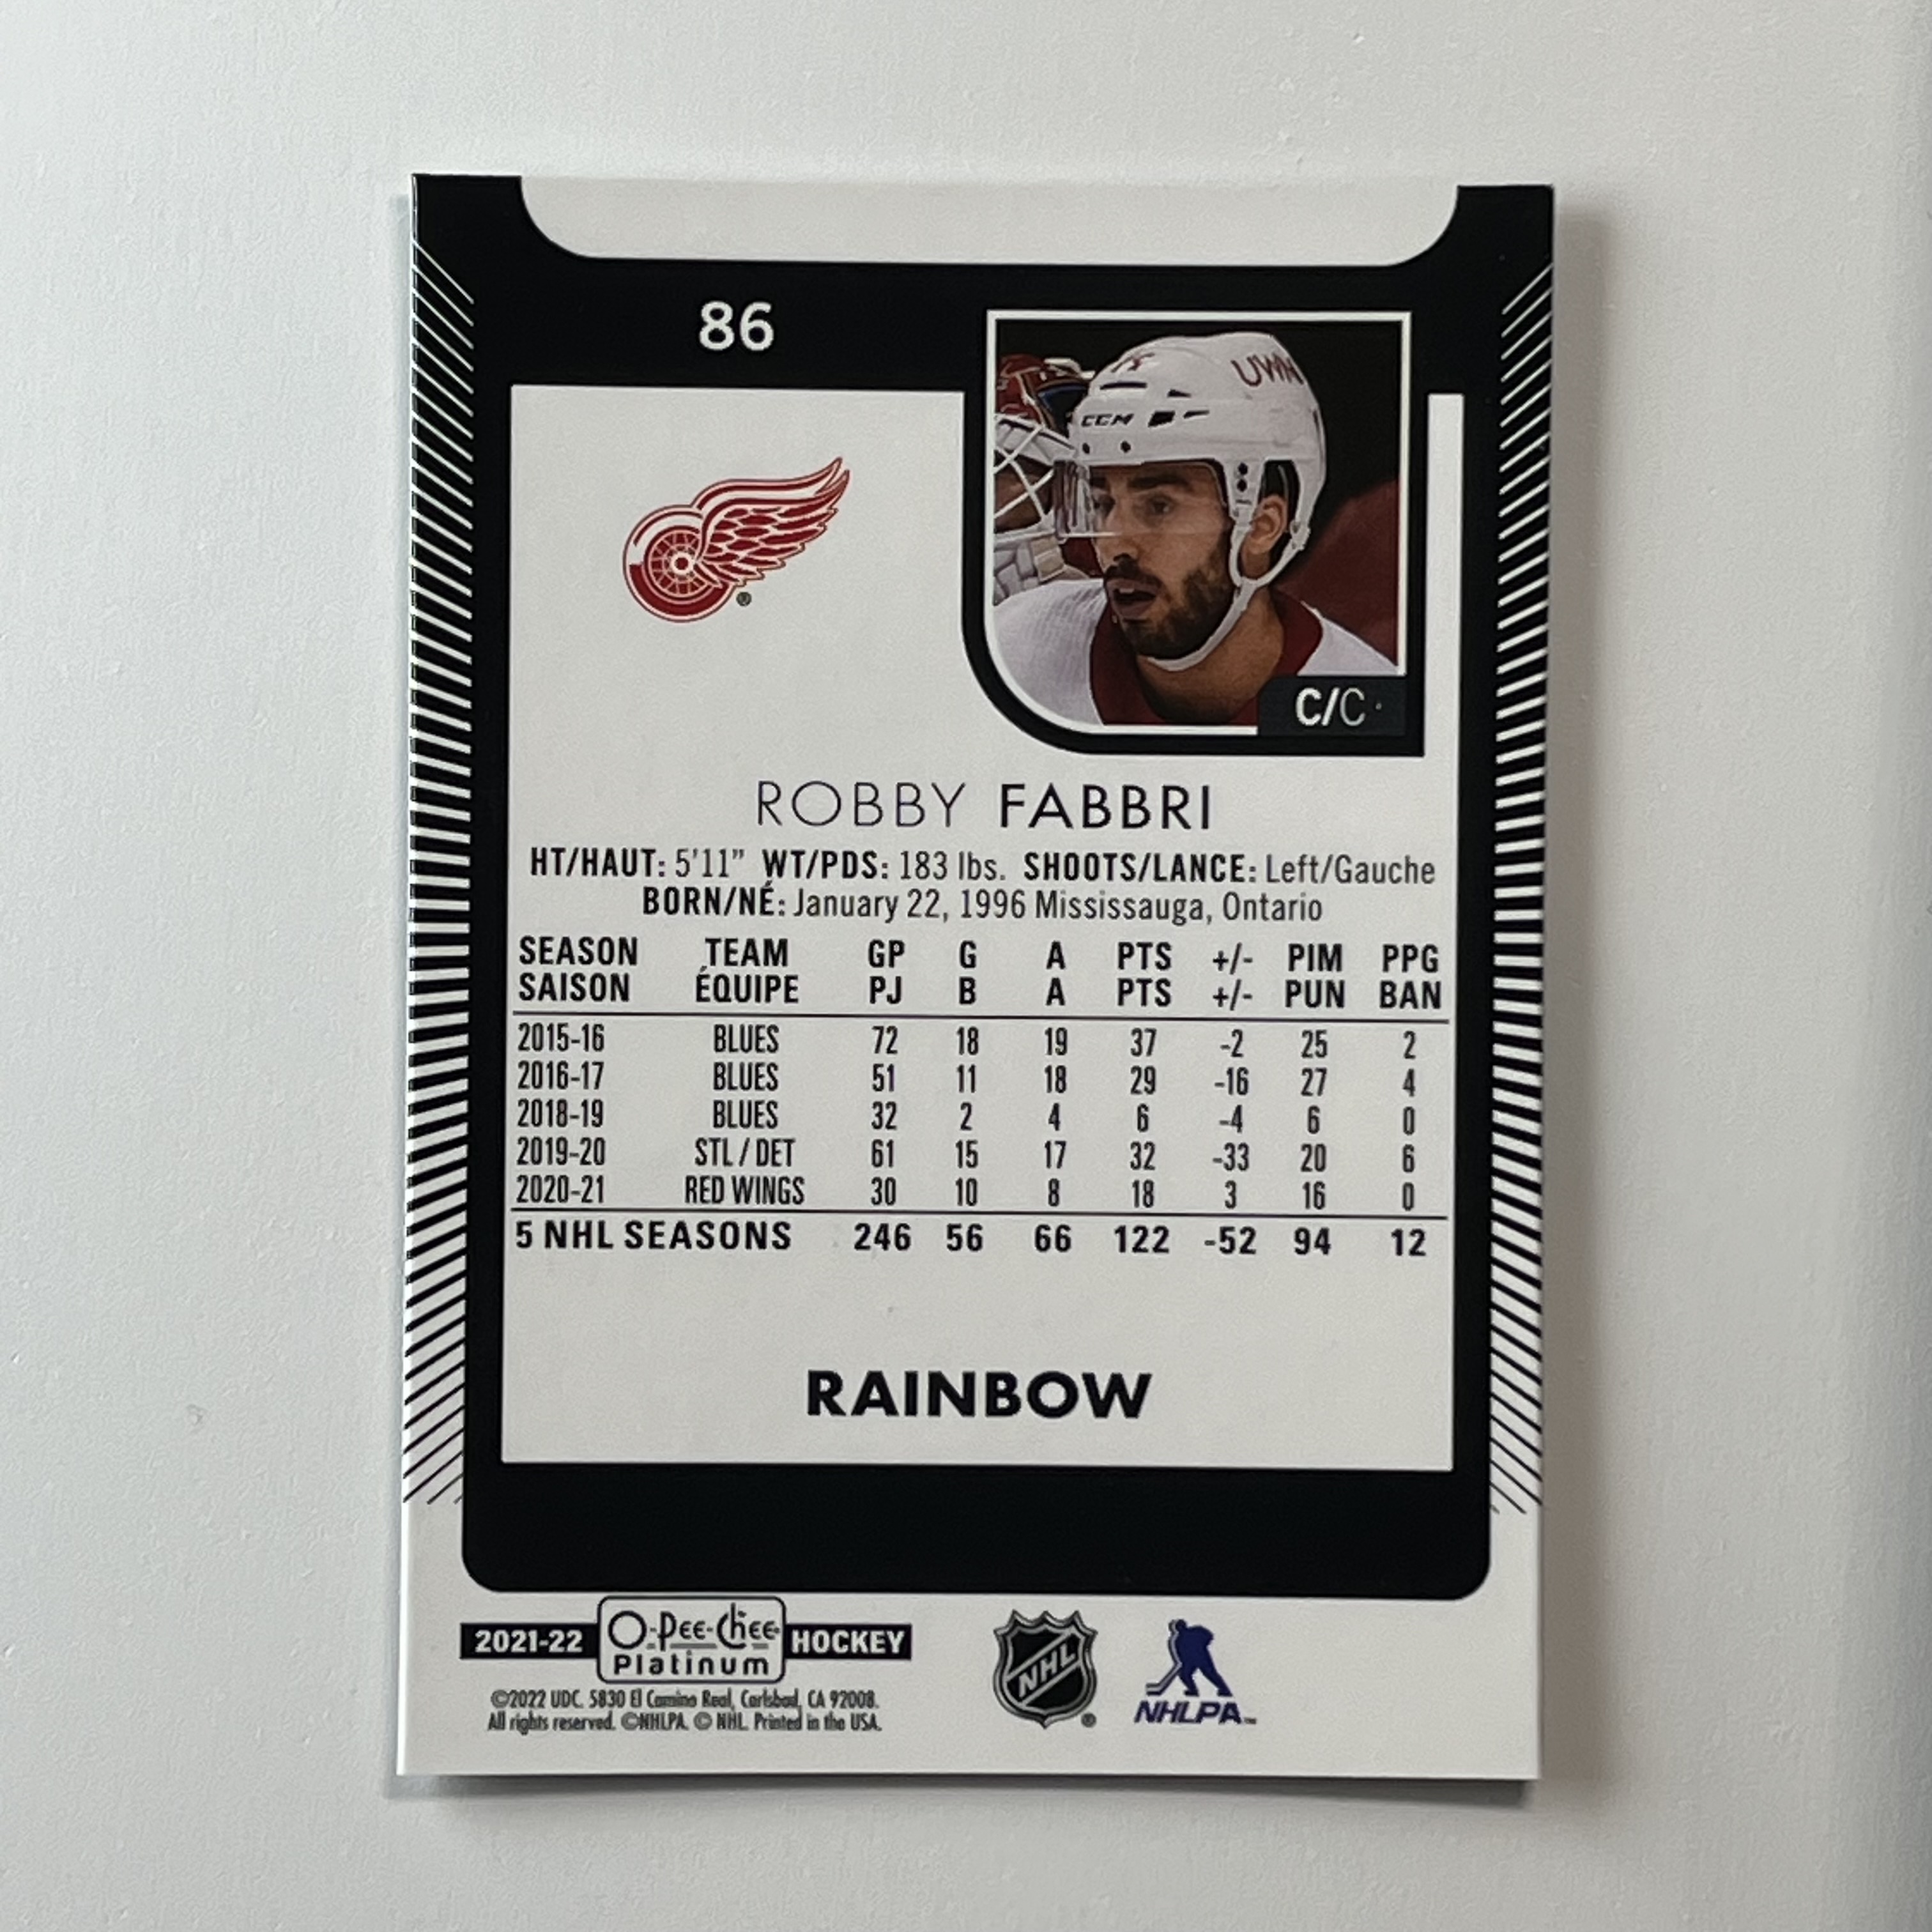 86
CCM
UWM
C/C
ROBBY FABBRI
HT/HAUT: 5'11" WT/PDS: 183 lbs. SHOOTS/LANCE: Left/Gauche
BORN/NÉ: January 22, 1996 Mississauga, Ontario
SEASON TEAM GP G A PTS +/- PIM PPG
SAISON ÉQUIPE PJ B A PTS +/- PUN BAN
2015-16 BLUES 72 18 19 37 -2 25 2
2016-17 BLUES 51 11 18 29 -16 27 4
2018-19 BLUES 32 2 4 6 -4 6 0
2019-20 STL / DET 61 15 17 32 -33 20 6
2020-21 RED WINGS 30 10 8 18 3 16 0
5 NHL SEASONS 246 56 66 122 -52 94 12
RAINBOW
2021-22 O-Pee-Chee Platinum HOCKEY
©2022 UDC. 5830 El Camino Real, Carlsbad, CA 92008.
All rights reserved. ©NHLPA. © NHL. Printed in the USA.
NHL ®
NHLPA™